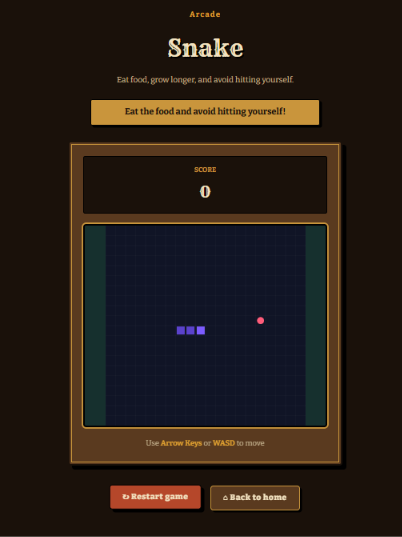 Arcade
Snake
Eat food, grow longer, and avoid hitting yourself.
Eat the food and avoid hitting yourself!
SCORE
0
Use Arrow Keys or WASD to move
↻ Restart game
⌂ Back to home